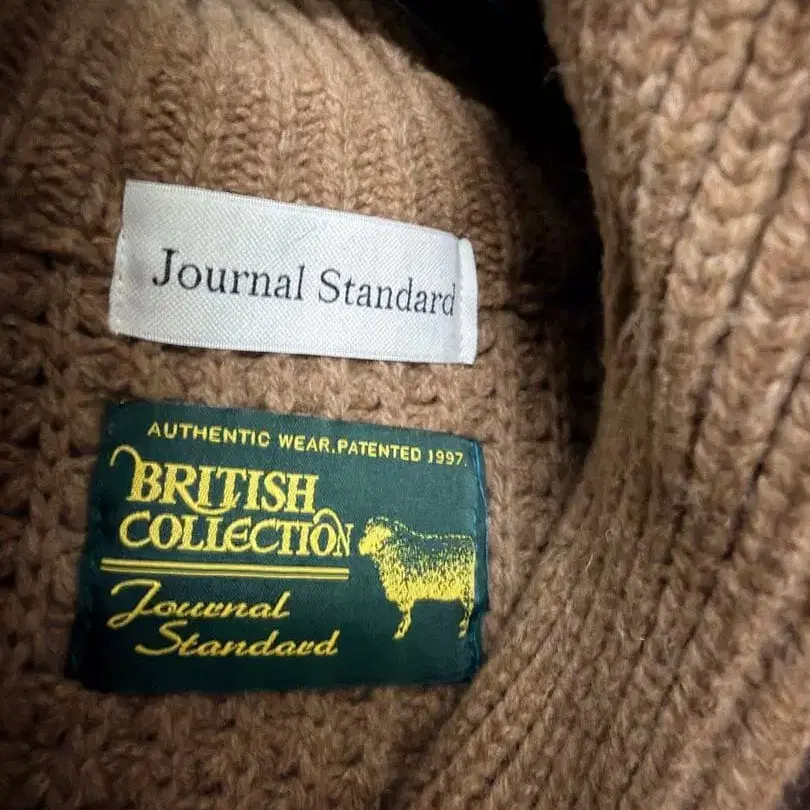 Journal Standard
AUTHENTIC WEAR.PATENTED 1997.
BRITISH
COLLECTION
Journal
Standard